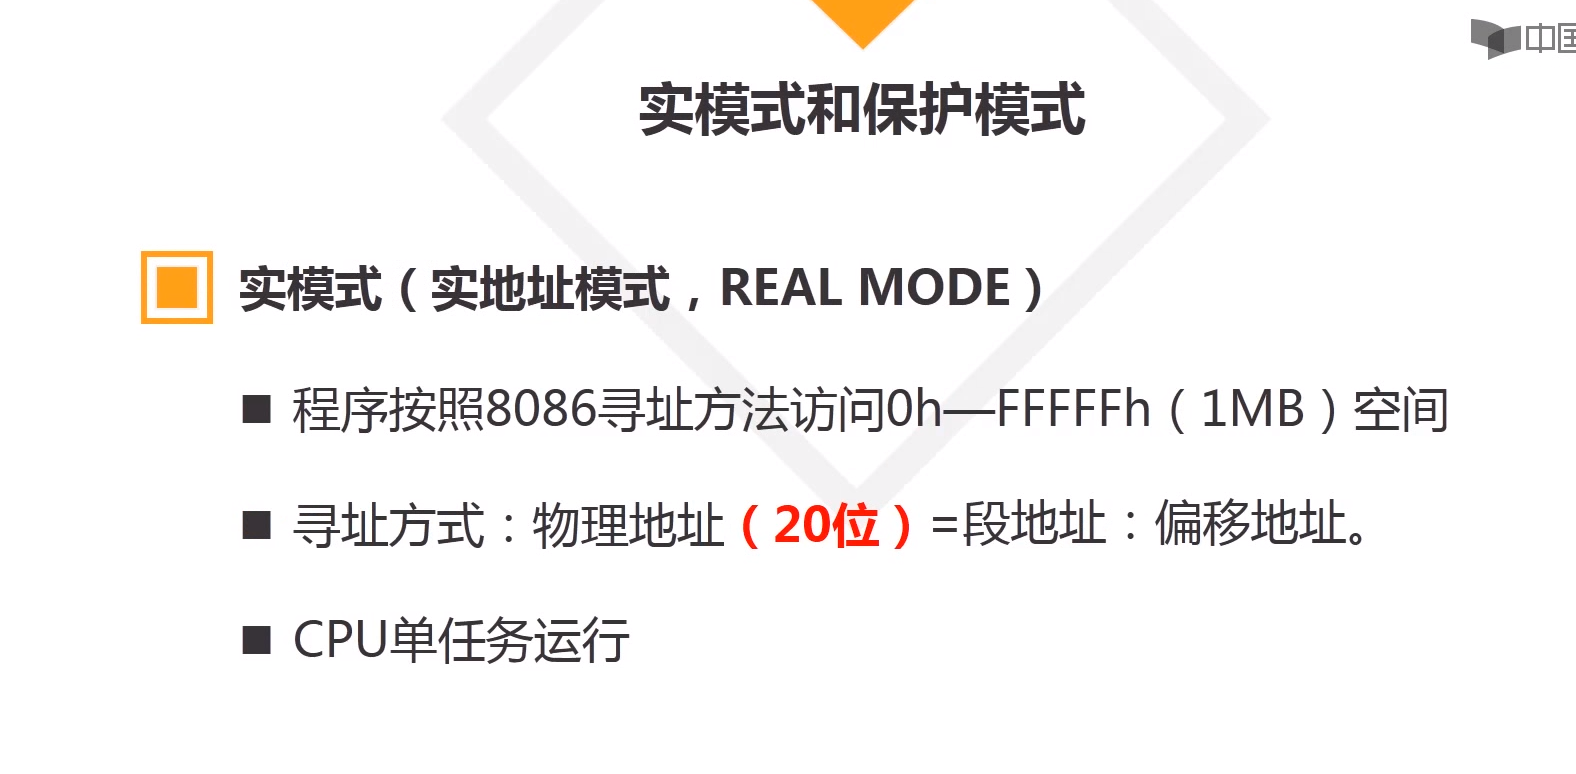 中国
实模式和保护模式
实模式（实地址模式，REAL MODE）
程序按照8086寻址方法访问0h—FFFFFh（1MB）空间
寻址方式：物理地址（20位）=段地址：偏移地址。
CPU单任务运行